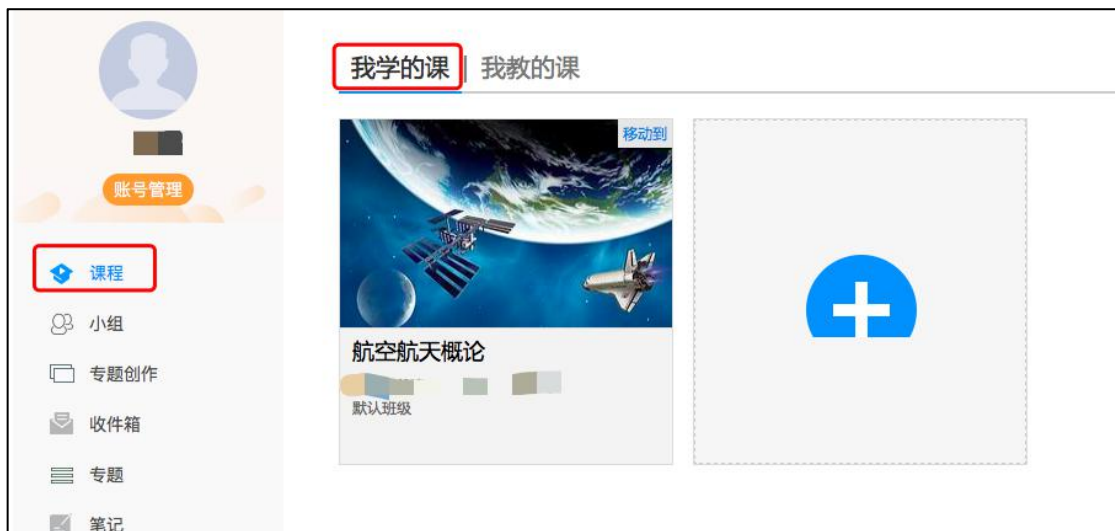 我学的课 | 我教的课
移动到
账号管理
课程
小组
专题创作
收件箱
专题
笔记
航空航天概论
默认班级